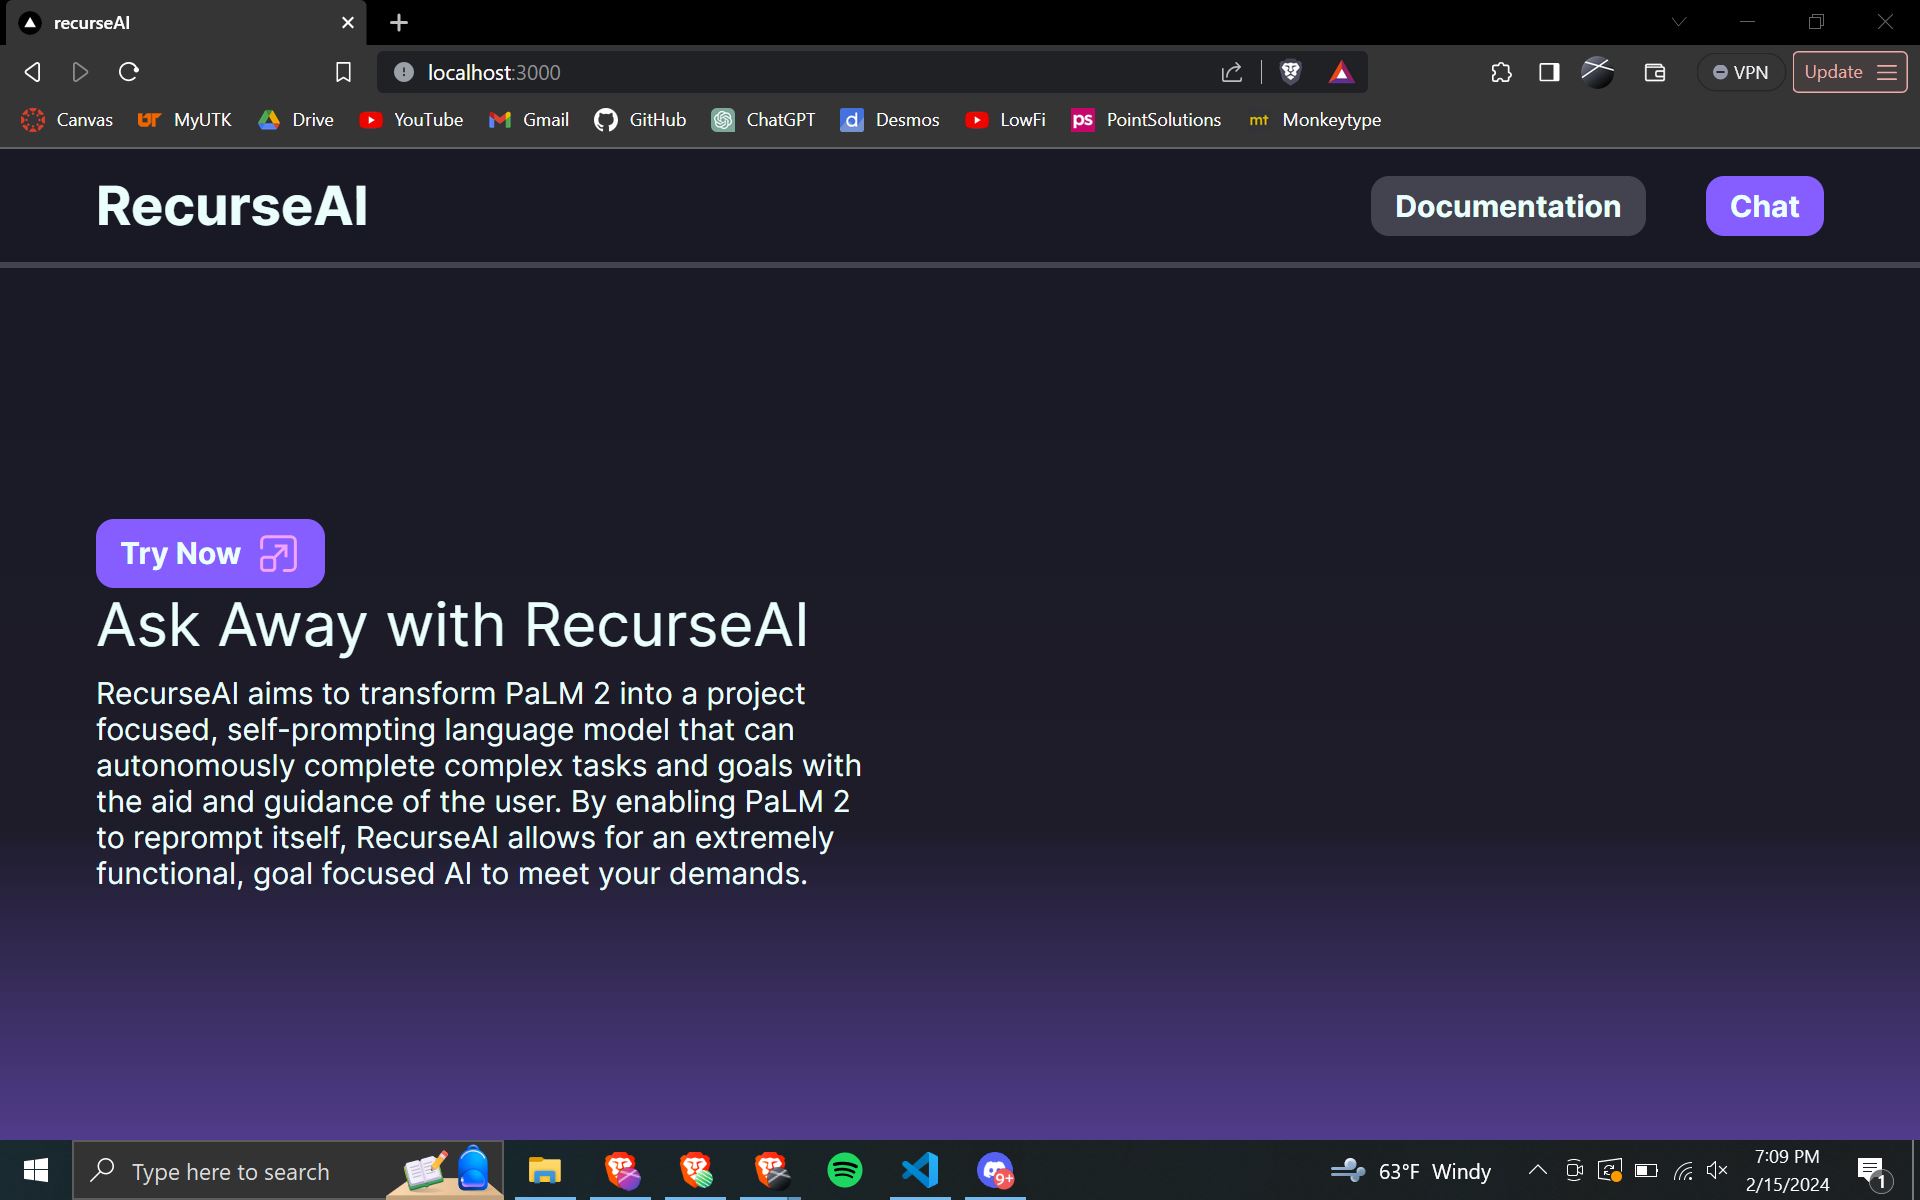 recurseAI
localhost:3000
VPN
Update
Canvas
MyUTK
Drive
YouTube
Gmail
GitHub
ChatGPT
d Desmos
LowFi
ps PointSolutions
mt Monkeytype
RecurseAI
Documentation
Chat
Try Now
Ask Away with RecurseAI
RecurseAI aims to transform PaLM 2 into a project
focused, self-prompting language model that can
autonomously complete complex tasks and goals with
the aid and guidance of the user. By enabling PaLM 2
to reprompt itself, RecurseAI allows for an extremely
functional, goal focused AI to meet your demands.
Type here to search
9+
63°F Windy
7:09 PM
2/15/2024
1